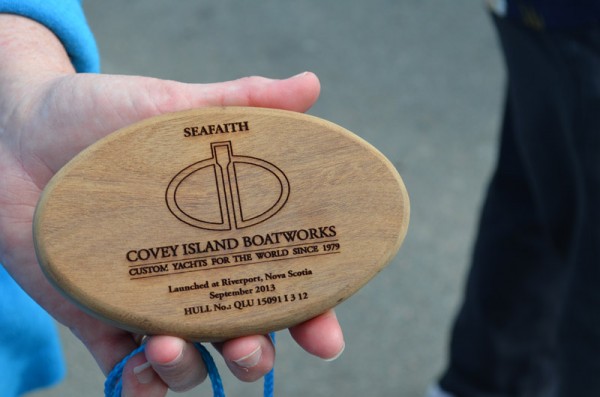 SEAFAITH
COVEY ISLAND BOATWORKS
CUSTOM YACHTS FOR THE WORLD SINCE 1979
Launched at Riverport, Nova Scotia
September 2013
HULL No.: QLU 15091 I 3 12